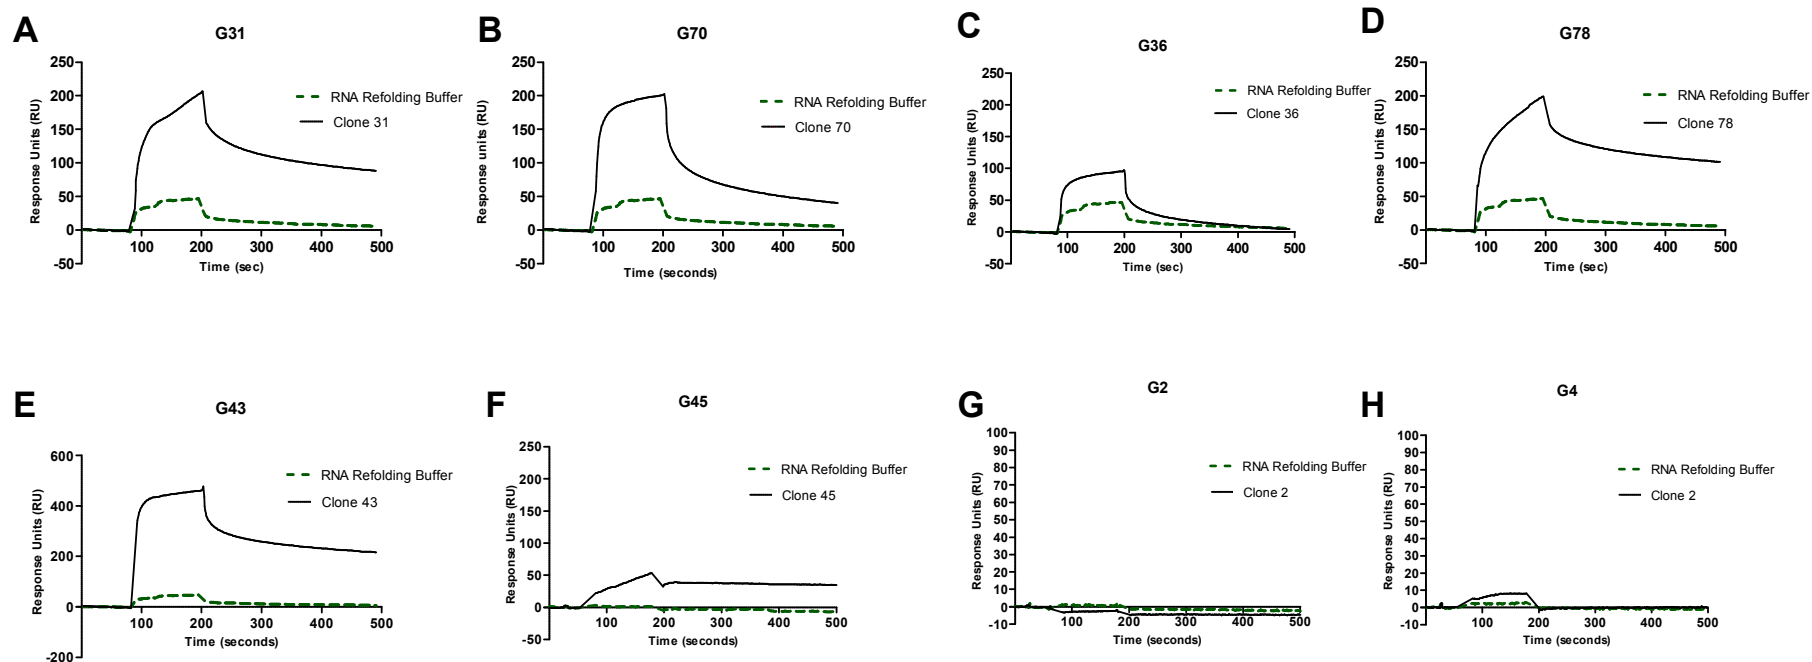 A
G31
250
200
150
100
50
0
-50
100 200 300 400 500
Response Units (RU)
Time (sec)
RNA Refolding Buffer
Clone 31
B
G70
250
200
150
100
50
0
-50
100 200 300 400 500
Response units (RU)
Time (seconds)
RNA Refolding Buffer
Clone 70
C
G36
250
200
150
100
50
0
-50
100 200 300 400 500
Response Units (RU)
Time (sec)
RNA Refolding Buffer
Clone 36
D
G78
250
200
150
100
50
0
-50
100 200 300 400 500
Response Units (RU)
Time (sec)
RNA Refolding Buffer
Clone 78
E
G43
600
400
200
0
-200
100 200 300 400 500
Response Units (RU)
Time (seconds)
RNA Refolding Buffer
Clone 43
F
G45
250
200
150
100
50
0
-50
100 200 300 400 500
Response Units (RU)
Time (seconds)
RNA Refolding Buffer
Clone 45
G
G2
100
90
80
70
60
50
40
30
20
10
0
-10
100 200 300 400 500
Response Units (RU)
Time (seconds)
RNA Refolding Buffer
Clone 2
H
G4
100
90
80
70
60
50
40
30
20
10
0
-10
100 200 300 400 500
Response Units (RU)
Time (seconds)
RNA Refolding Buffer
Clone 2